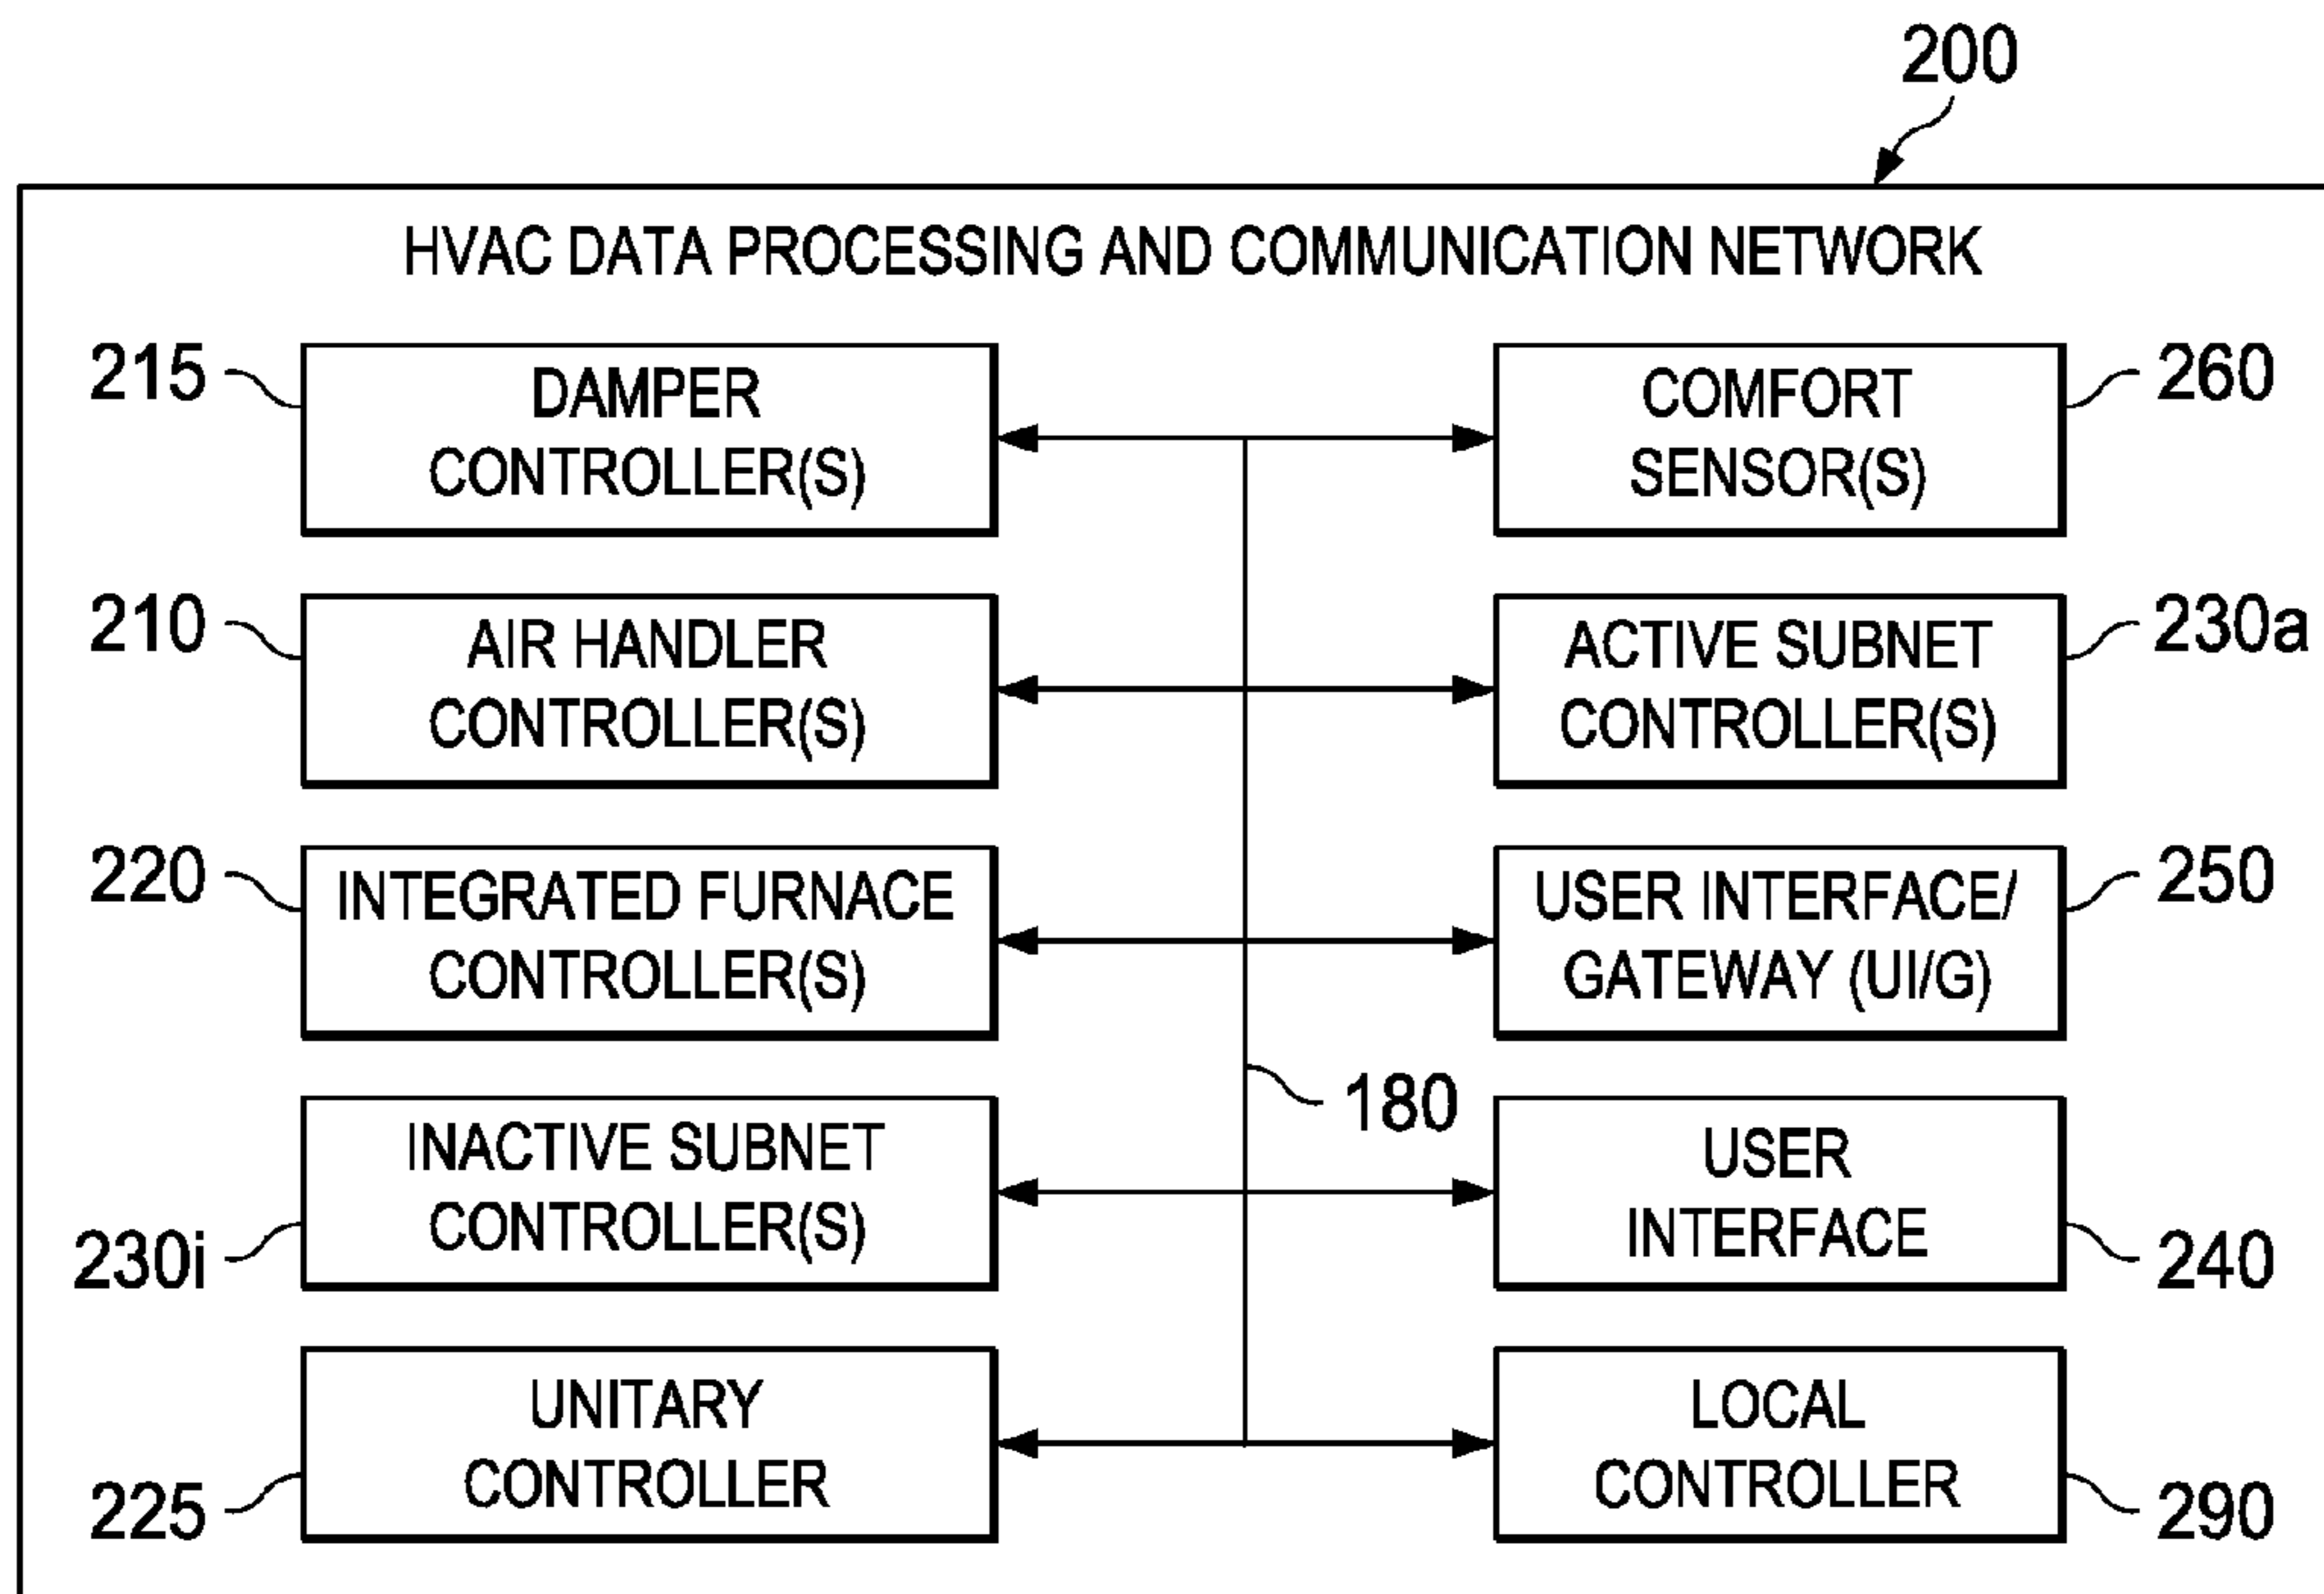 200
HVAC DATA PROCESSING AND COMMUNICATION NETWORK
215
DAMPER
CONTROLLER(S)
COMFORT
SENSOR(S)
260
210
AIR HANDLER
CONTROLLER(S)
ACTIVE SUBNET
CONTROLLER(S)
230a
220
INTEGRATED FURNACE
CONTROLLER(S)
USER INTERFACE/
GATEWAY (UI/G)
250
180
INACTIVE SUBNET
CONTROLLER(S)
230i
USER
INTERFACE
240
UNITARY
CONTROLLER
225
LOCAL
CONTROLLER
290